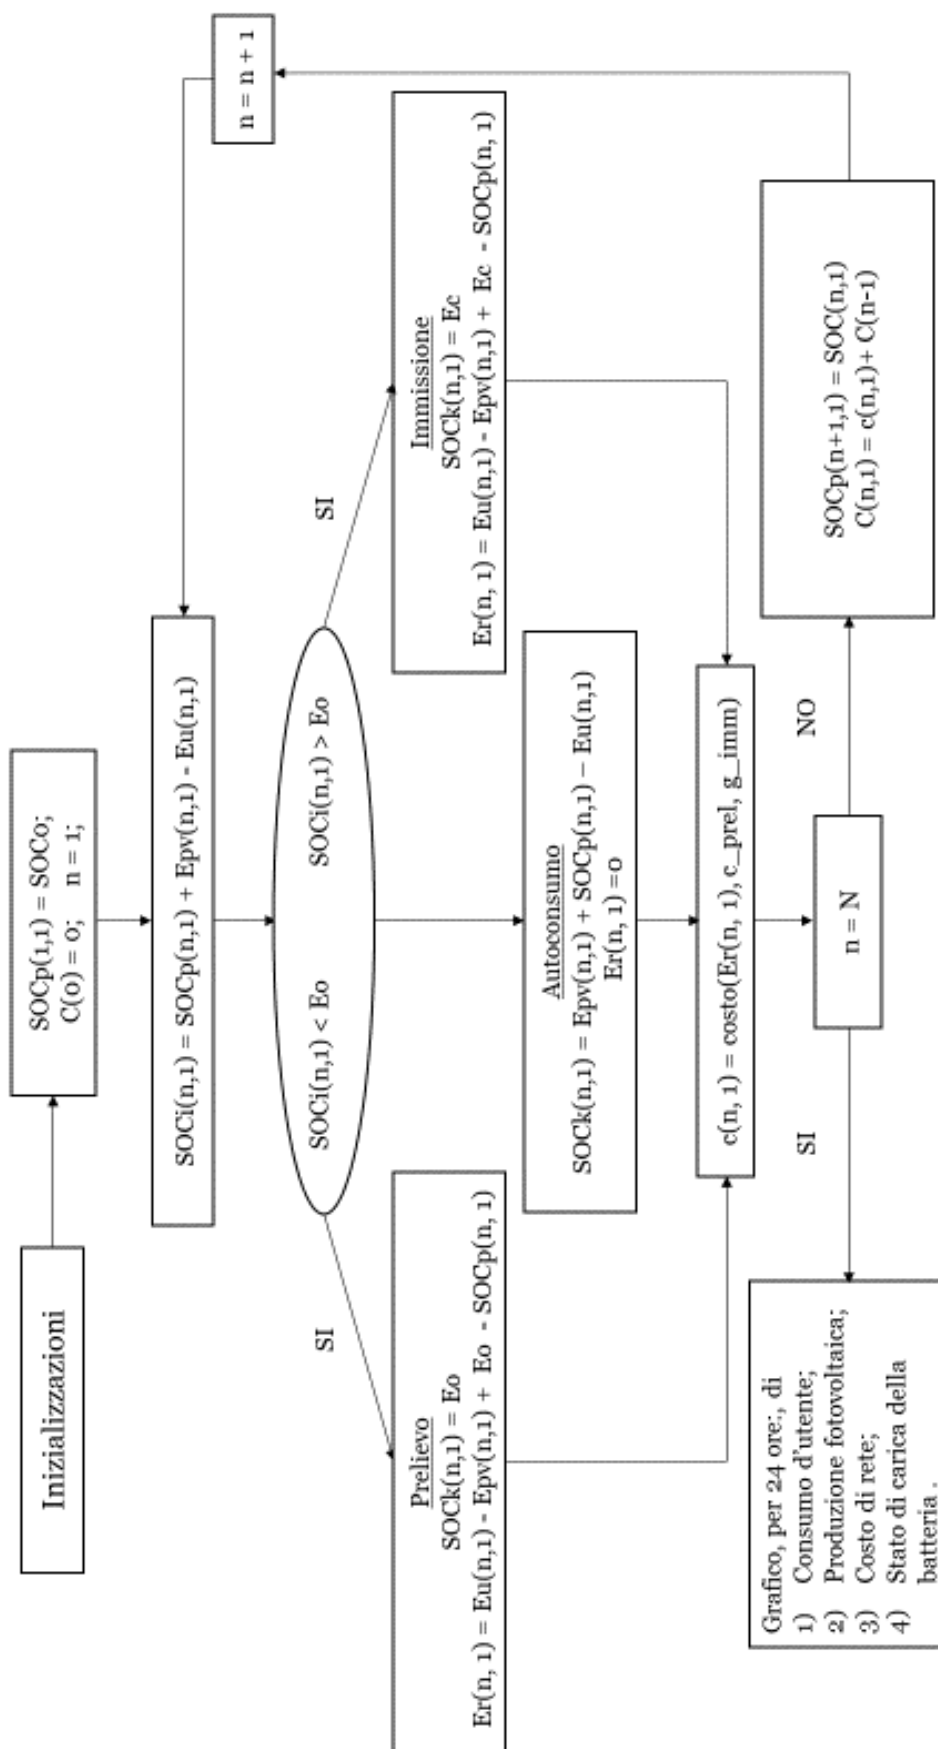 Inizializzazioni
SOCp(1,1) = SOC0;
C(0) = 0; n = 1;
n = n + 1
SOCi(n,1) = SOCp(n,1) + Epv(n,1) - Eu(n,1)
SOCi(n,1) < Eo
SOCi(n,1) > Eo
SI
SI
Prelievo
SOCk(n,1) = Eo
Er(n, 1) = Eu(n,1) - Epv(n,1) + Eo - SOCp(n, 1)
Immissione
SOCk(n,1) = Ec
Er(n, 1) = Eu(n,1) - Epv(n,1) + Ec - SOCp(n, 1)
Autoconsumo
SOCk(n,1) = Epv(n,1) + SOCp(n,1) – Eu(n,1)
Er(n, 1) =0
c(n, 1) = costo(Er(n, 1), c_prel, g_imm)
SI
NO
n = N
Grafico, per 24 ore:, di
1) Consumo d'utente;
2) Produzione fotovoltaica;
3) Costo di rete;
4) Stato di carica della
batteria .
SOCp(n+1,1) = SOC(n,1)
C(n,1) = c(n,1)+ C(n-1)